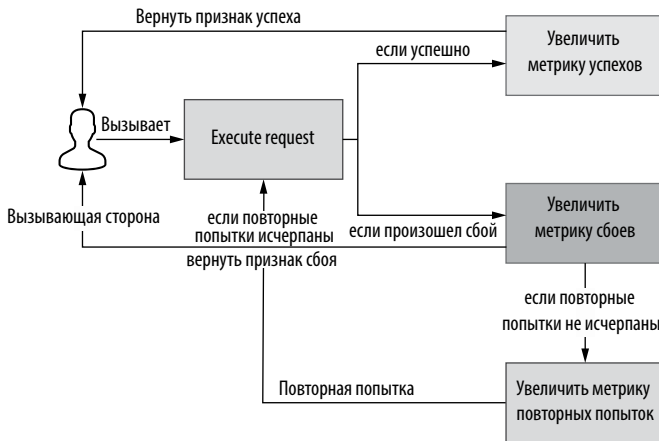 Вернуть признак успеха
Увеличить
метрику успехов
если успешно
Вызывает
Execute request
Вызывающая сторона
если повторные
попытки исчерпаны
вернуть признак сбоя
если произошел сбой
Увеличить
метрику сбоев
если повторные
попытки не исчерпаны
Повторная попытка
Увеличить метрику
повторных попыток